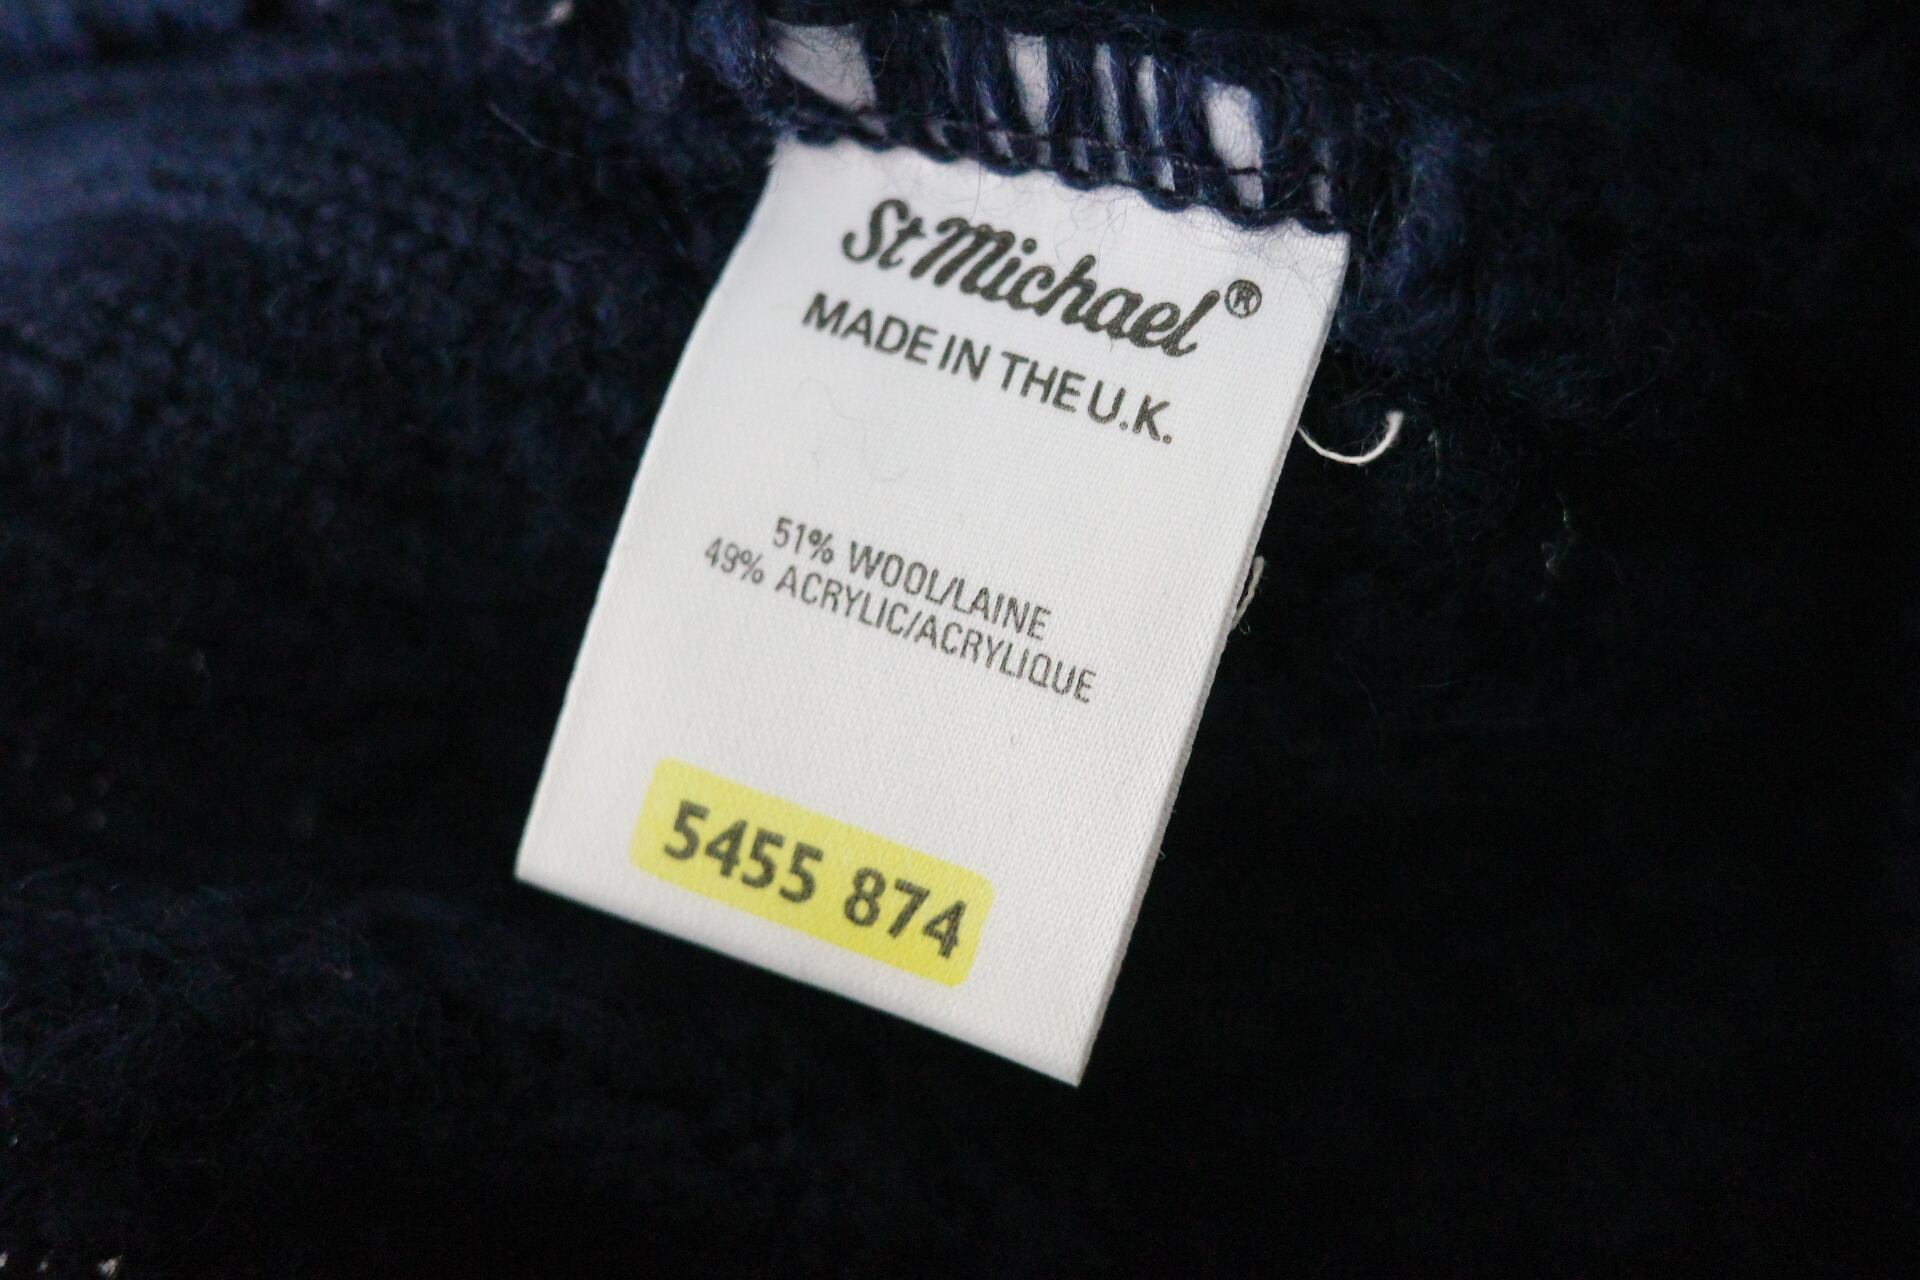 St Michael®
MADE IN THE U.K.
51% WOOL/LAINE
49% ACRYLIC/ACRYLIQUE
5455 874